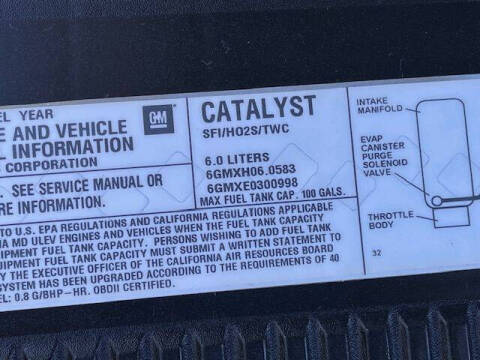 EL YEAR
E AND VEHICLE
L INFORMATION
S CORPORATION
GM
SEE SERVICE MANUAL OR
RE INFORMATION.
CATALYST
SFI/HO2S/TWC
6.0 LITERS
6GMXH06.0583
6GMXE0300998
MAX FUEL TANK CAP. 100 GALS.
INTAKE
MANIFOLD
EVAP
CANISTER
PURGE
SOLENOID
VALVE
THROTTLE
BODY
32
TO U.S. EPA REGULATIONS AND CALIFORNIA REGULATIONS APPLICABLE
IA MD ULEV ENGINES AND VEHICLES WHEN THE FUEL TANK CAPACITY
UIPMENT FUEL TANK CAPACITY. PERSONS WISHING TO ADD FUEL TANK
QUIPMENT FUEL TANK CAPACITY MUST SUBMIT A WRITTEN STATEMENT TO
Y THE EXECUTIVE OFFICER OF THE CALIFORNIA AIR RESOURCES BOARD
SYSTEM HAS BEEN UPGRADED ACCORDING TO THE REQUIREMENTS OF 40
EL: 0.8 G/BHP-HR. OBDII CERTIFIED.